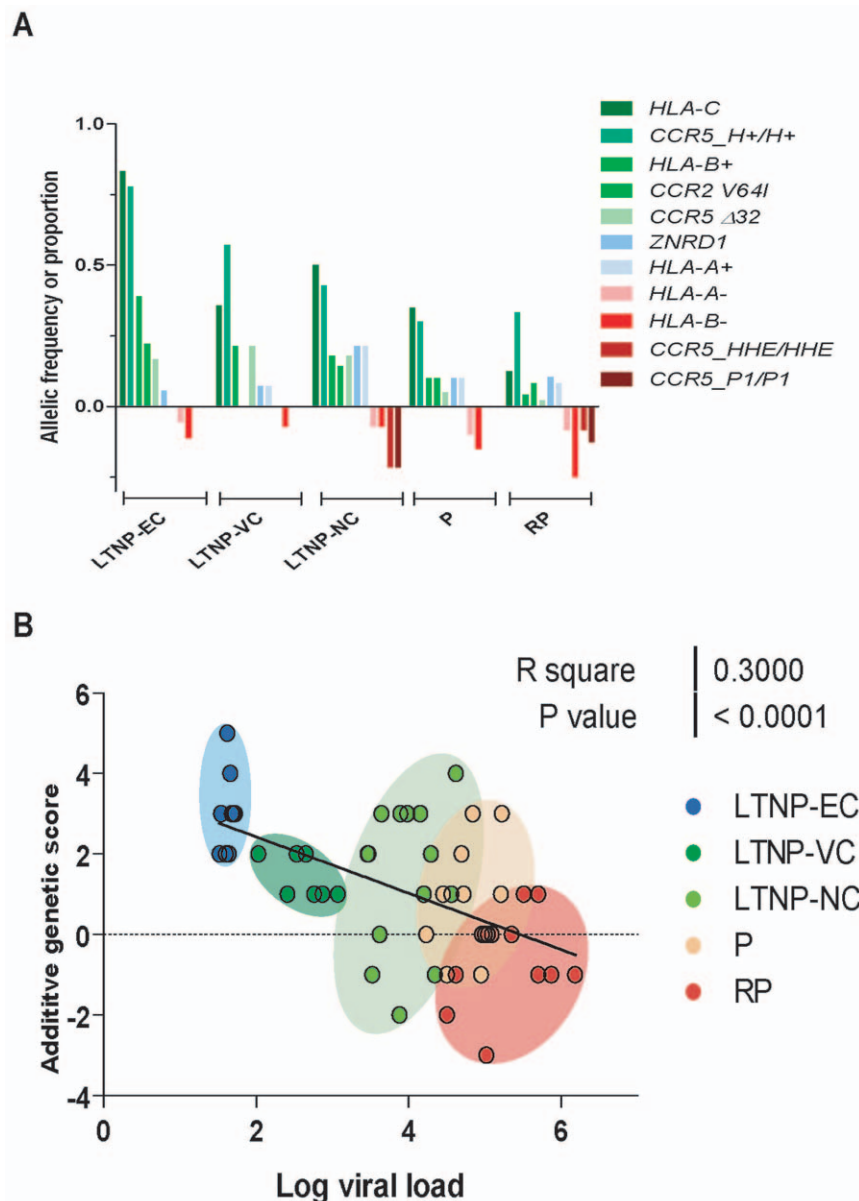 A
HLA-C
CCR5_H+/H+
HLA-B+
CCR2 V64I
CCR5 Δ32
ZNRD1
HLA-A+
HLA-A-
HLA-B-
CCR5_HHE/HHE
CCR5_P1/P1
Allelic frequency or proportion
1.0
0.5
0.0
LTNP-EC
LTNP-VC
LTNP-NC
P
RP
B
R square 0.3000
P value < 0.0001
Addititve genetic score
6
4
2
0
-2
-4
0 2 4 6
Log viral load
LTNP-EC
LTNP-VC
LTNP-NC
P
RP